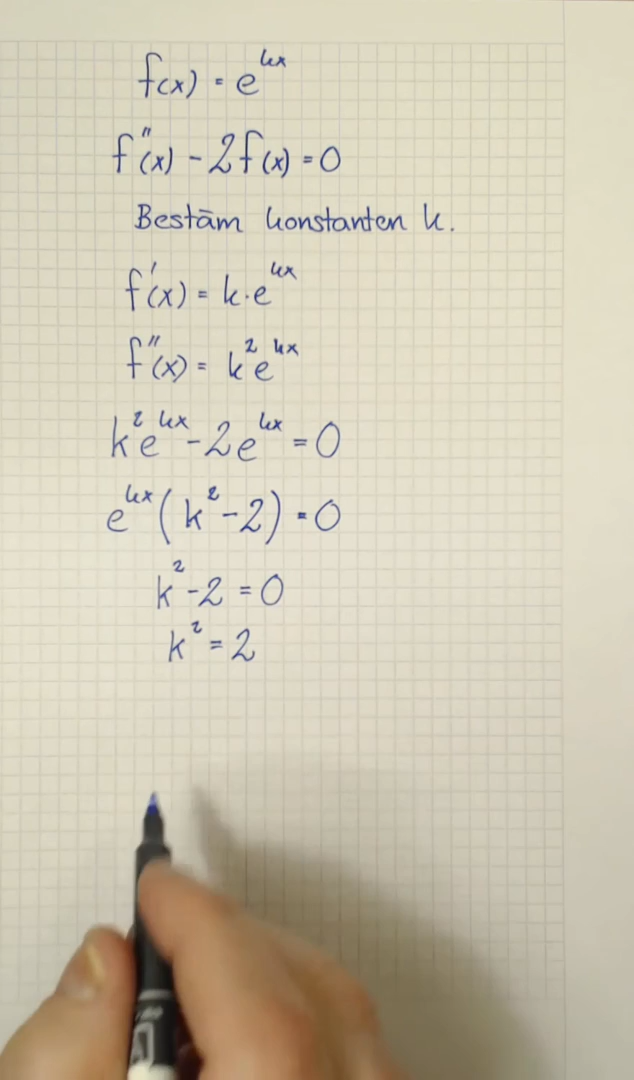 f(x) = e^{kx}
f''(x) - 2f(x) = 0
Bestäm konstanten k.
f'(x) = k·e^{kx}
f''(x) = k²e^{kx}
k²e^{kx} - 2e^{kx} = 0
e^{kx}(k² - 2) = 0
k² - 2 = 0
k² = 2